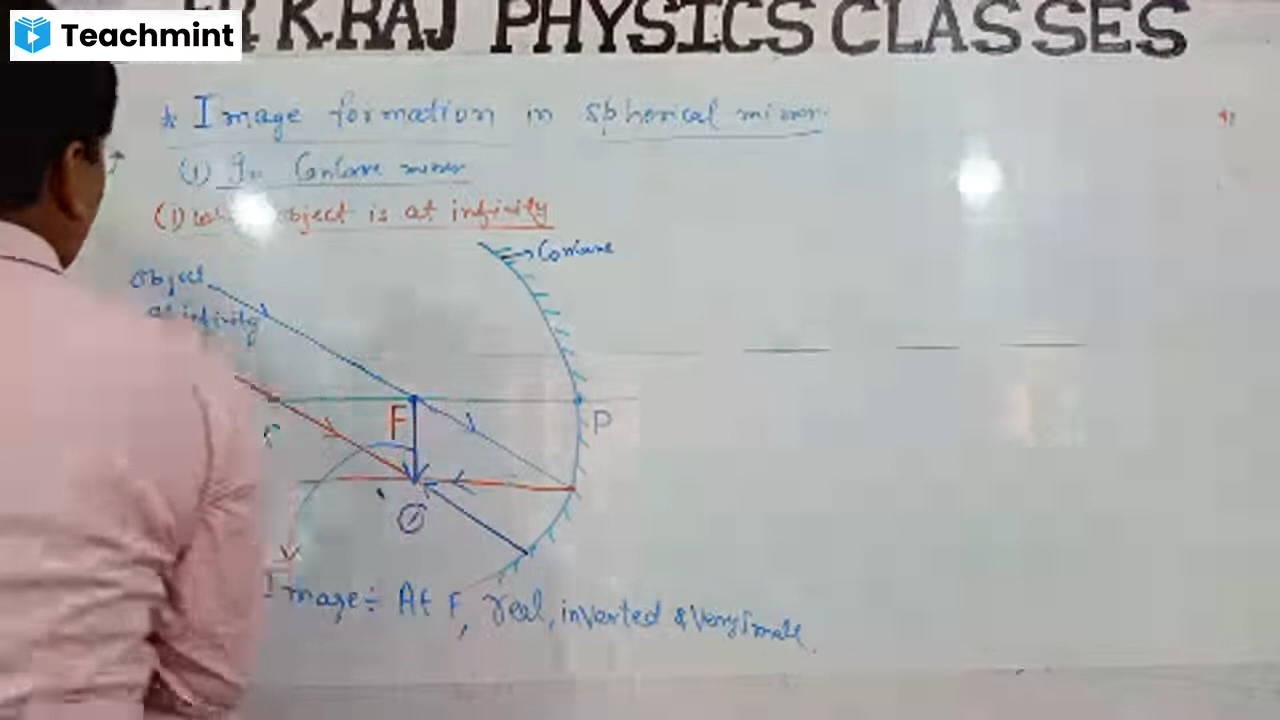 Teachmint
K.RAJ PHYSICS CLASSES
* Image formation in spherical mirror
(1) In Concave mirror
(i) object is at infinity
Concave
Object
at infinity
F
P
Image :- At F, real, inverted & very small